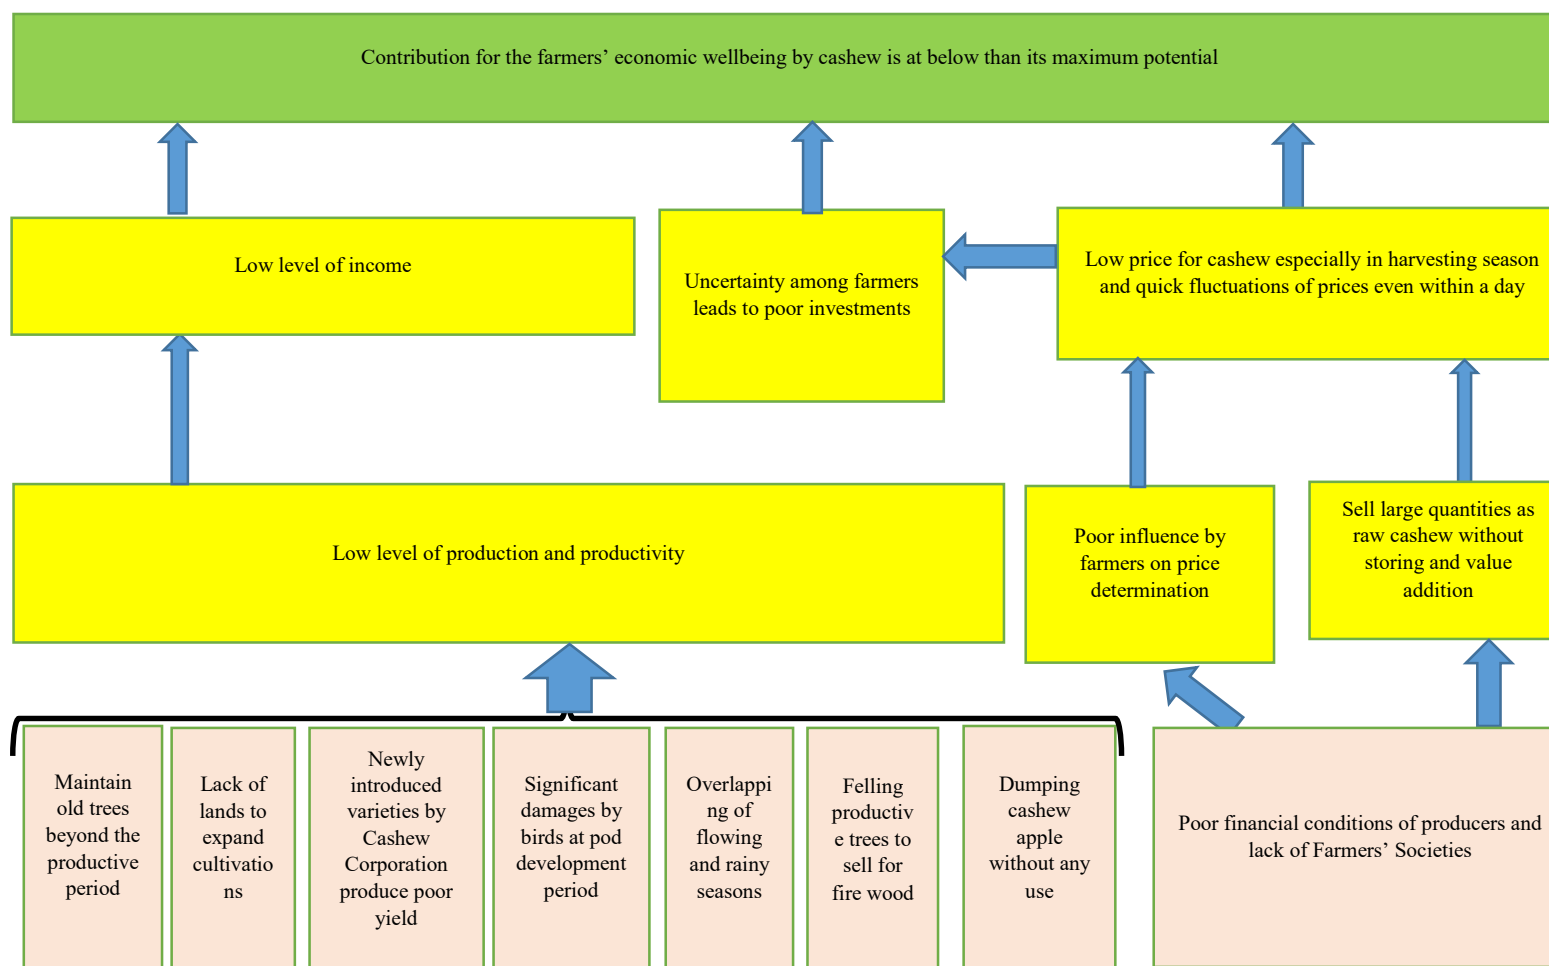 Contribution for the farmers’ economic wellbeing by cashew is at below than its maximum potential
Low level of income
Uncertainty among farmers
leads to poor investments
Low price for cashew especially in harvesting season
and quick fluctuations of prices even within a day
Low level of production and productivity
Poor influence by
farmers on price
determination
Sell large quantities as
raw cashew without
storing and value
addition
Maintain
old trees
beyond the
productive
period
Lack of
lands to
expand
cultivatio
ns
Newly
introduced
varieties by
Cashew
Corporation
produce poor
yield
Significant
damages by
birds at pod
development
period
Overlappi
ng of
flowing
and rainy
seasons
Felling
productiv
e trees to
sell for
fire wood
Dumping
cashew
apple
without any
use
Poor financial conditions of producers and
lack of Farmers’ Societies